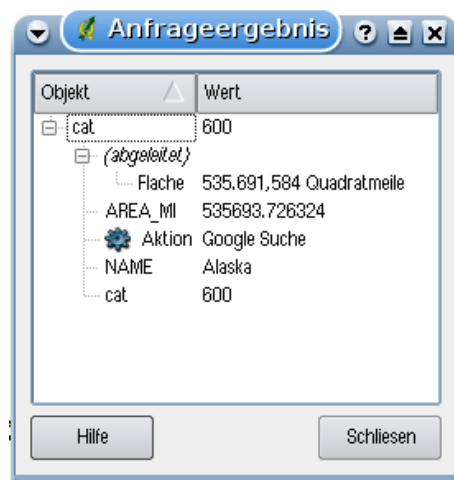 Anfrageergebnis
Objekt Wert
cat 600
(abgeleitet)
Flache 535.691,584 Quadratmeile
AREA_MI 535693.726324
Aktion Google Suche
NAME Alaska
cat 600
Hilfe Schliesen